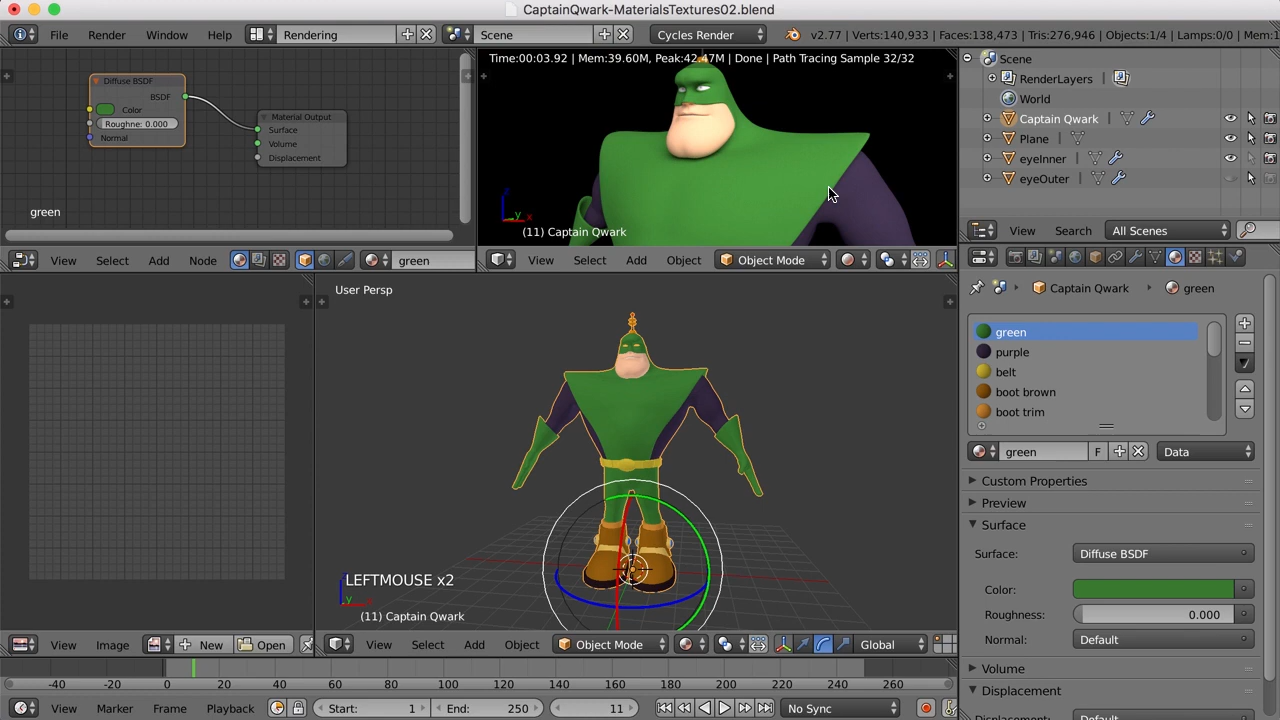 CaptainQwark-MaterialsTextures02.blend
File Render Window Help Rendering Scene Cycles Render v2.77 | Verts:140,933 | Faces:138,473 | Tris:276,946 | Objects:1/4 | Lamps:0/0 | Mem:1
Diffuse BSDF
BSDF
Color
Roughne: 0.000
Normal
Material Output
Surface
Volume
Displacement
green
View Select Add Node green
Time:00:03.92 | Mem:39.60M, Peak:42.47M | Done | Path Tracing Sample 32/32
z
y x
(11) Captain Qwark
View Select Add Object Object Mode
Scene
RenderLayers
World
Captain Qwark
Plane
eyeInner
eyeOuter
View Search All Scenes
Captain Qwark green
green
purple
belt
boot brown
boot trim
green F Data
Custom Properties
Preview
Surface
Surface: Diffuse BSDF
Color:
Roughness: 0.000
Normal: Default
Volume
Displacement
Displacement: Default
User Persp
LEFTMOUSE x2
y
(11) Captain Qwark
View Image New Open
View Select Add Object Object Mode Global
-40 -20 0 20 40 60 80 100 120 140 160 180 200 220 240 260
View Marker Frame Playback Start: 1 End: 250 11 No Sync